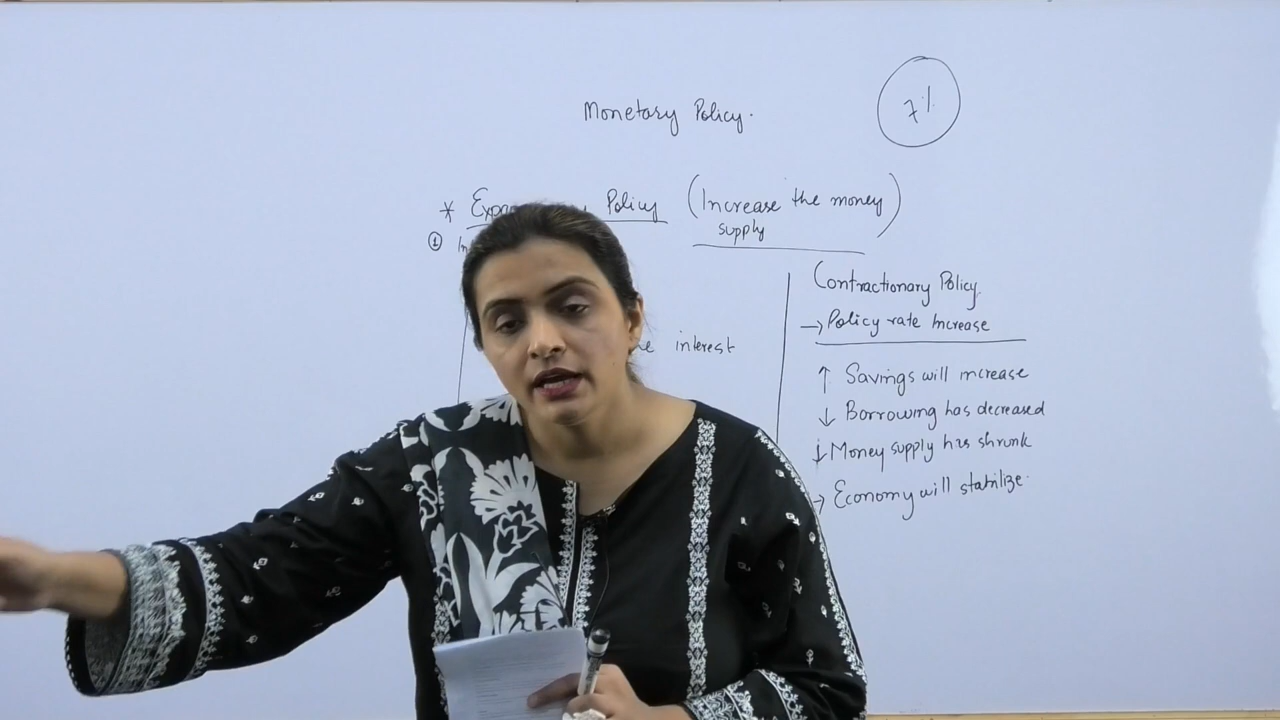 Monetary Policy.
7%
* Policy (Increase the money
supply
①
interest
Contractionary Policy.
→ Policy rate Increase
↑ Savings will increase
↓ Borrowing has decreased
↓ Money supply has shrunk
→ Economy will stabilize.